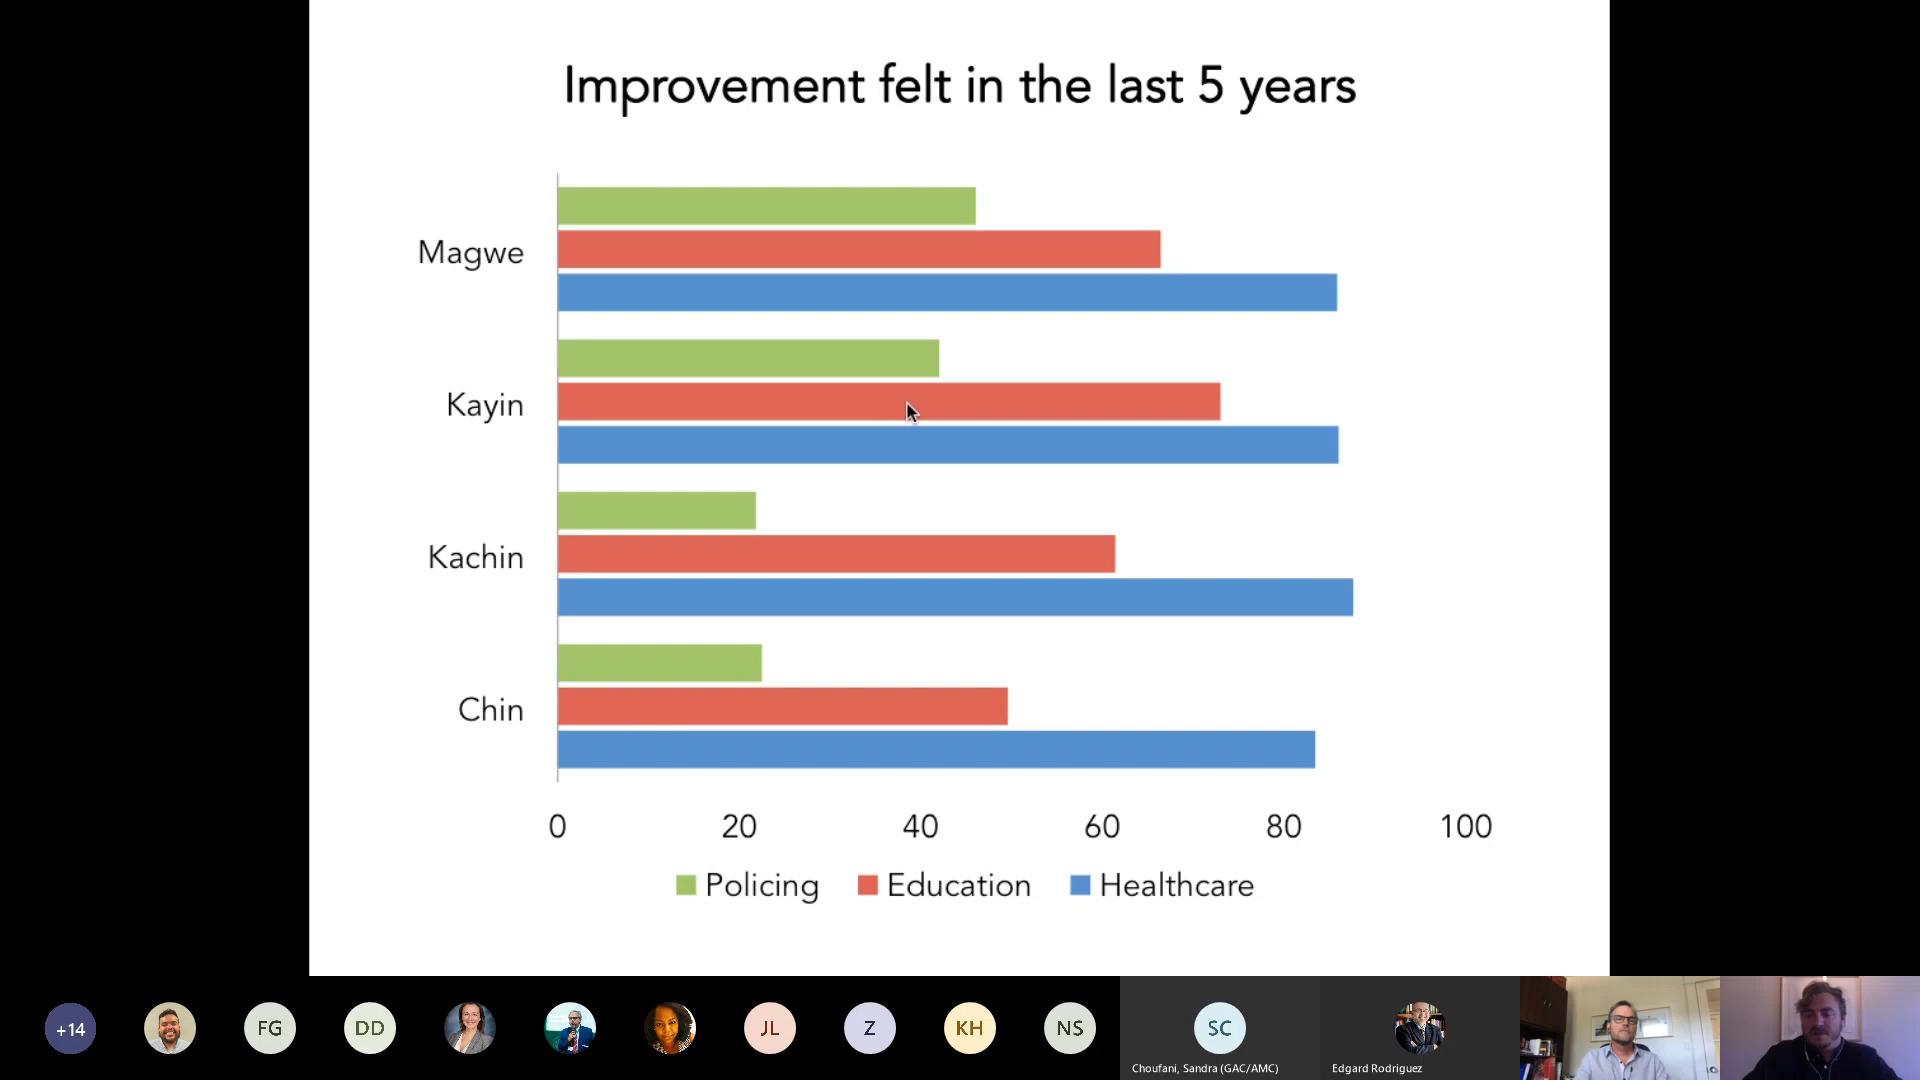 Improvement felt in the last 5 years
Magwe
Kayin
Kachin
Chin
0 20 40 60 80 100
Policing Education Healthcare
+14 FG DD JL Z KH NS SC
Choufani, Sandra (GAC/AMC) Edgard Rodriguez